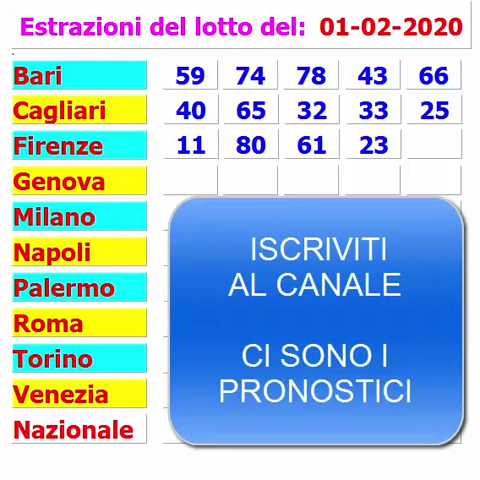 Estrazioni del lotto del: 01-02-2020
Bari 59 74 78 43 66
Cagliari 40 65 32 33 25
Firenze 11 80 61 23
Genova
Milano
Napoli
Palermo
Roma
Torino
Venezia
Nazionale
ISCRIVITI
AL CANALE
CI SONO I
PRONOSTICI